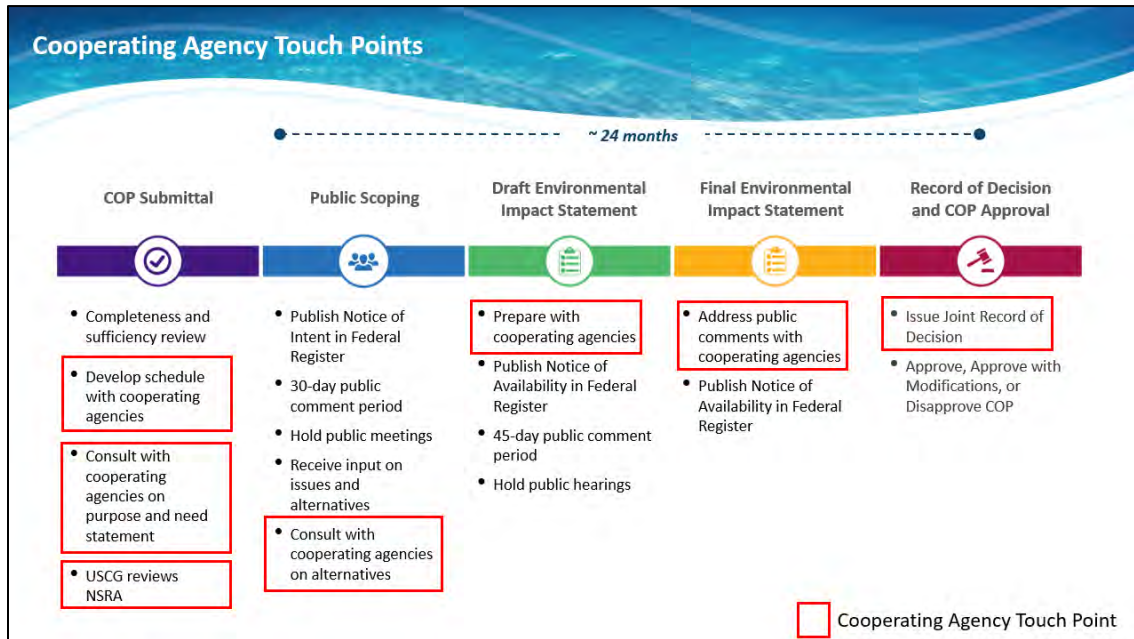 Cooperating Agency Touch Points
~ 24 months
COP Submittal
Public Scoping
Draft Environmental
Impact Statement
Final Environmental
Impact Statement
Record of Decision
and COP Approval
• Completeness and
sufficiency review
• Develop schedule
with cooperating
agencies
• Consult with
cooperating
agencies on
purpose and need
statement
• USCG reviews
NSRA
• Publish Notice of
Intent in Federal
Register
• 30-day public
comment period
• Hold public meetings
• Receive input on
issues and
alternatives
• Consult with
cooperating agencies
on alternatives
• Prepare with
cooperating agencies
• Publish Notice of
Availability in Federal
Register
• 45-day public comment
period
• Hold public hearings
• Address public
comments with
cooperating agencies
• Publish Notice of
Availability in Federal
Register
• Issue Joint Record of
Decision
• Approve, Approve with
Modifications, or
Disapprove COP
Cooperating Agency Touch Point